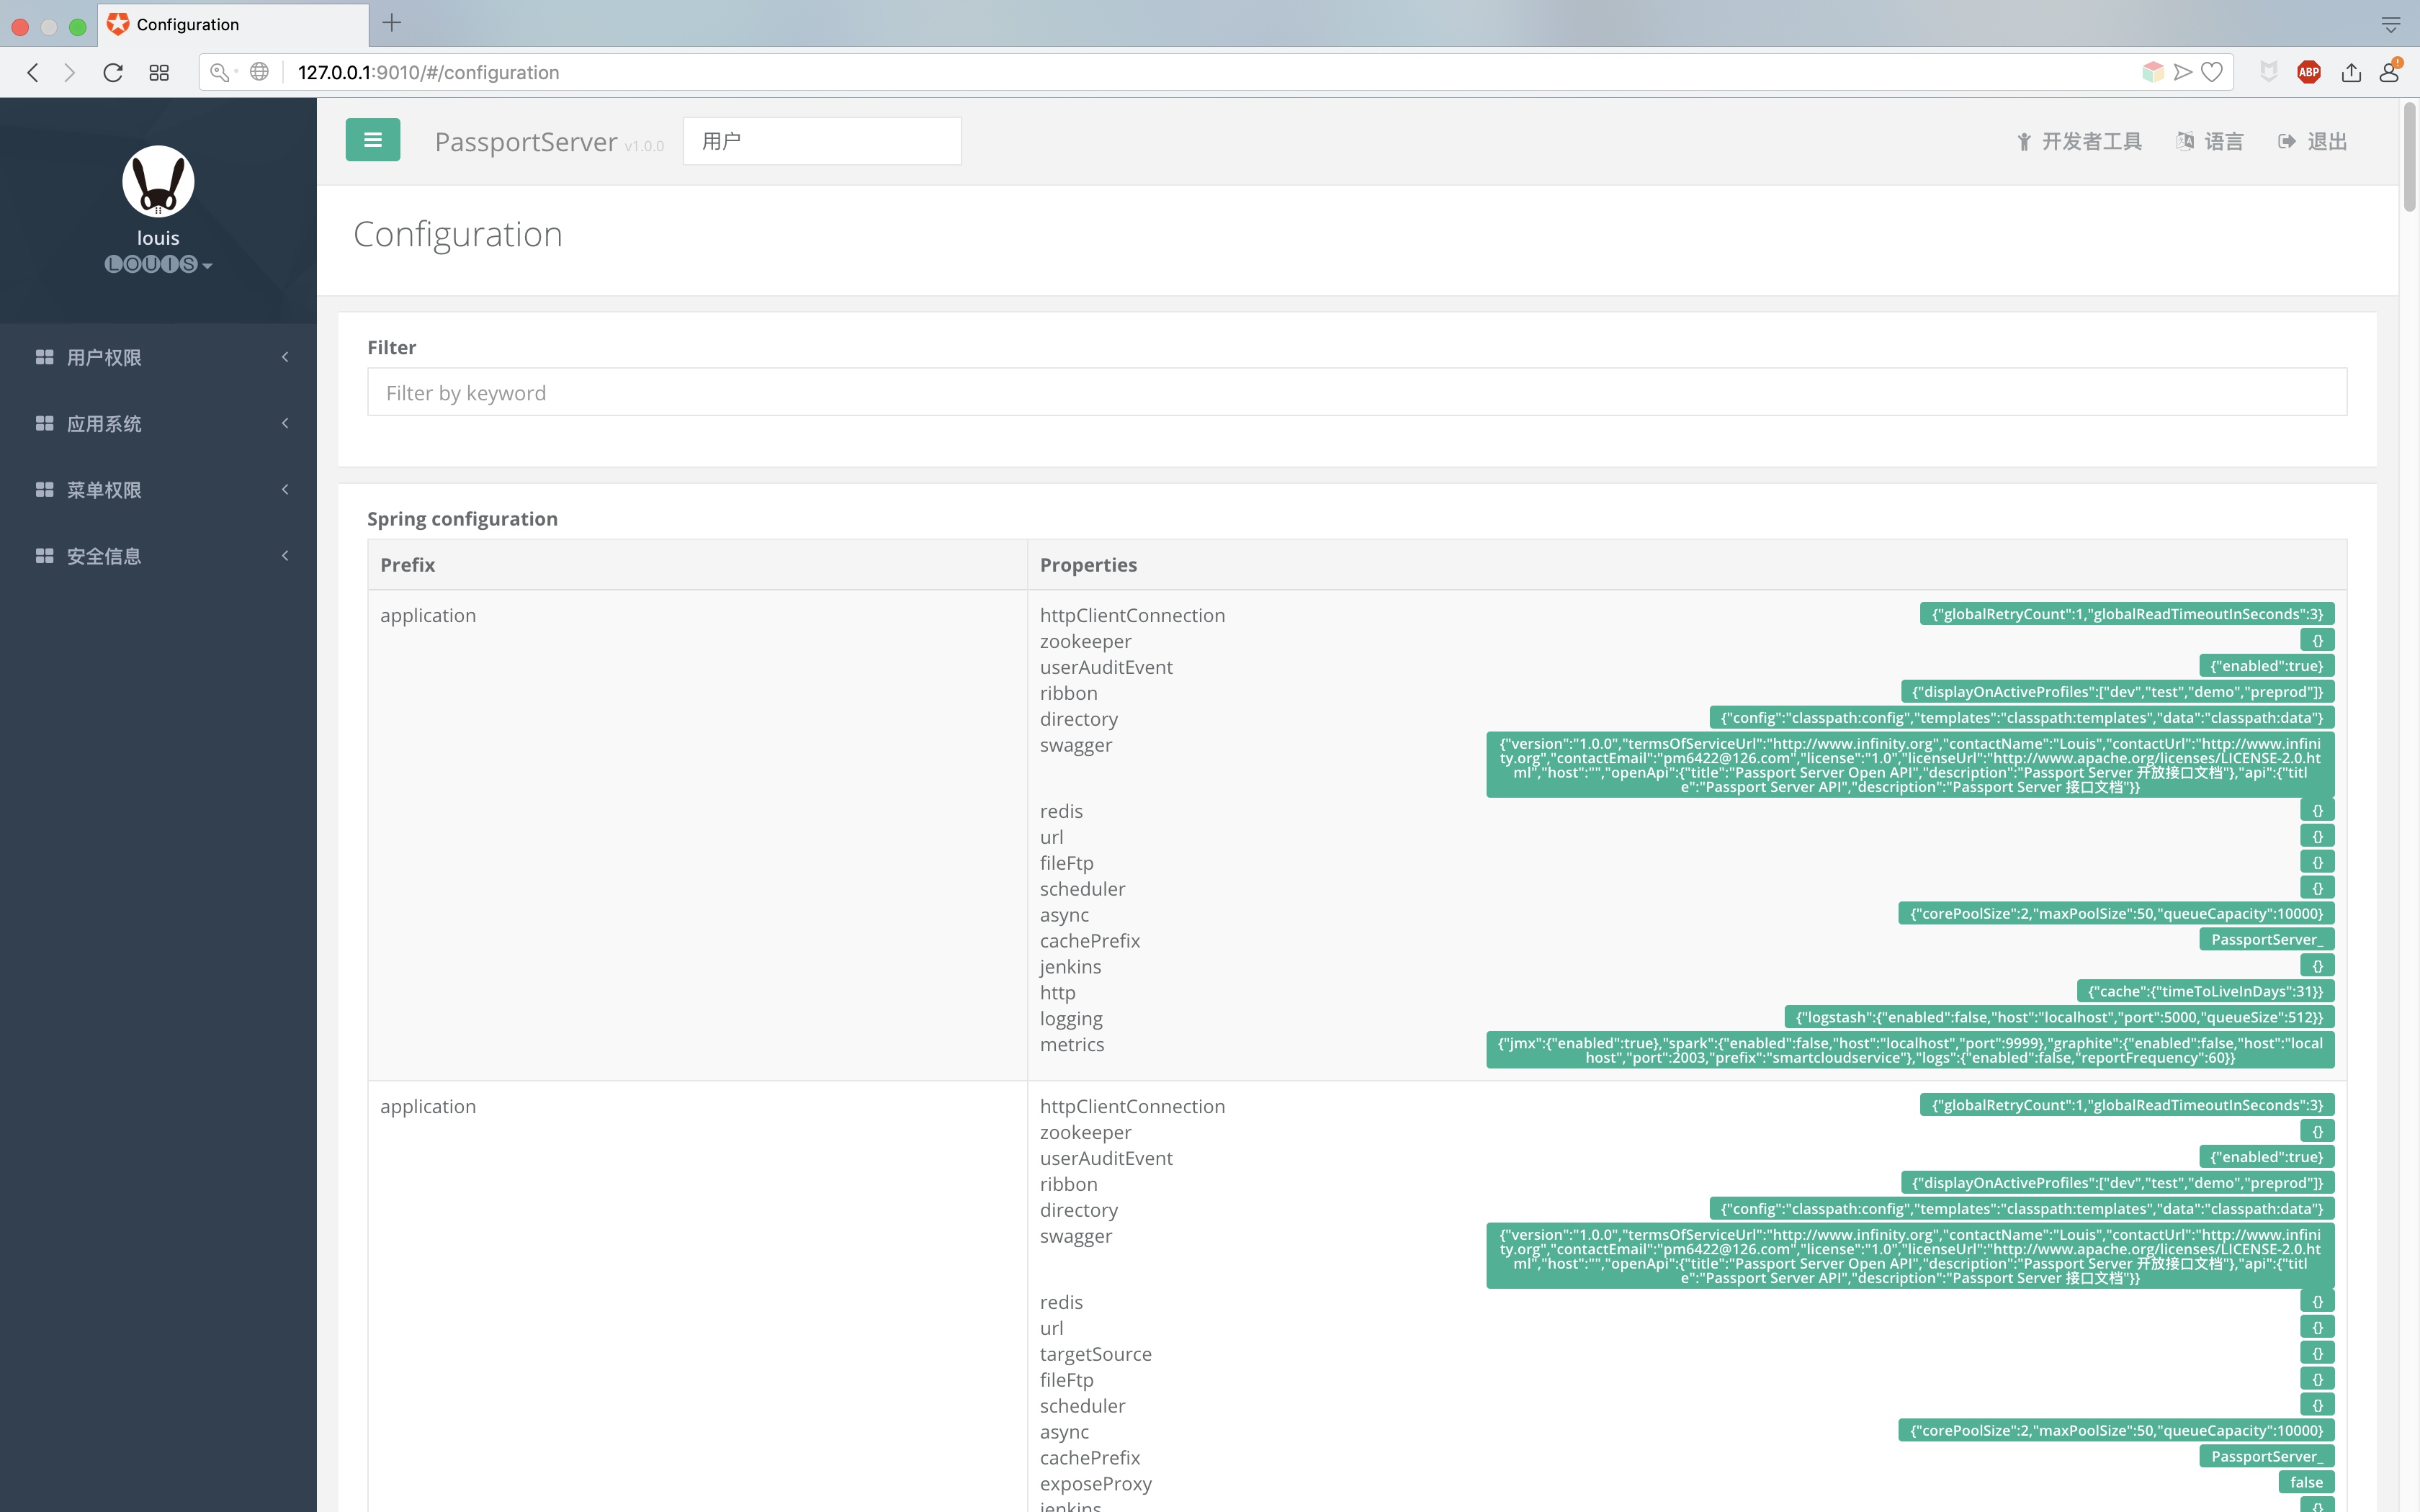 Configuration
127.0.0.1:9010/#/configuration
ABP
louis
🅛🅞🅤🅘🅢
用户权限
应用系统
菜单权限
安全信息
PassportServer v1.0.0
用户
开发者工具
语言
退出
Configuration
Filter
Filter by keyword
Spring configuration
Prefix Properties
application
httpClientConnection {"globalRetryCount":1,"globalReadTimeoutInSeconds":3}
zookeeper {}
userAuditEvent {"enabled":true}
ribbon {"displayOnActiveProfiles":["dev","test","demo","preprod"]}
directory {"config":"classpath:config","templates":"classpath:templates","data":"classpath:data"}
swagger {"version":"1.0.0","termsOfServiceUrl":"http://www.infinity.org","contactName":"Louis","contactUrl":"http://www.infini
ty.org","contactEmail":"pm6422@126.com","license":"1.0","licenseUrl":"http://www.apache.org/licenses/LICENSE-2.0.ht
ml","host":"","openApi":{"title":"Passport Server Open API","description":"Passport Server 开放接口文档"},"api":{"titl
e":"Passport Server API","description":"Passport Server 接口文档"}}
redis {}
url {}
fileFtp {}
scheduler {}
async {"corePoolSize":2,"maxPoolSize":50,"queueCapacity":10000}
cachePrefix PassportServer_
jenkins {}
http {"cache":{"timeToLiveInDays":31}}
logging {"logstash":{"enabled":false,"host":"localhost","port":5000,"queueSize":512}}
metrics {"jmx":{"enabled":true},"spark":{"enabled":false,"host":"localhost","port":9999},"graphite":{"enabled":false,"host":"local
host","port":2003,"prefix":"smartcloudservice"},"logs":{"enabled":false,"reportFrequency":60}}
application
httpClientConnection {"globalRetryCount":1,"globalReadTimeoutInSeconds":3}
zookeeper {}
userAuditEvent {"enabled":true}
ribbon {"displayOnActiveProfiles":["dev","test","demo","preprod"]}
directory {"config":"classpath:config","templates":"classpath:templates","data":"classpath:data"}
swagger {"version":"1.0.0","termsOfServiceUrl":"http://www.infinity.org","contactName":"Louis","contactUrl":"http://www.infini
ty.org","contactEmail":"pm6422@126.com","license":"1.0","licenseUrl":"http://www.apache.org/licenses/LICENSE-2.0.ht
ml","host":"","openApi":{"title":"Passport Server Open API","description":"Passport Server 开放接口文档"},"api":{"titl
e":"Passport Server API","description":"Passport Server 接口文档"}}
redis {}
url {}
targetSource {}
fileFtp {}
scheduler {}
async {"corePoolSize":2,"maxPoolSize":50,"queueCapacity":10000}
cachePrefix PassportServer_
exposeProxy false
jenkins {}